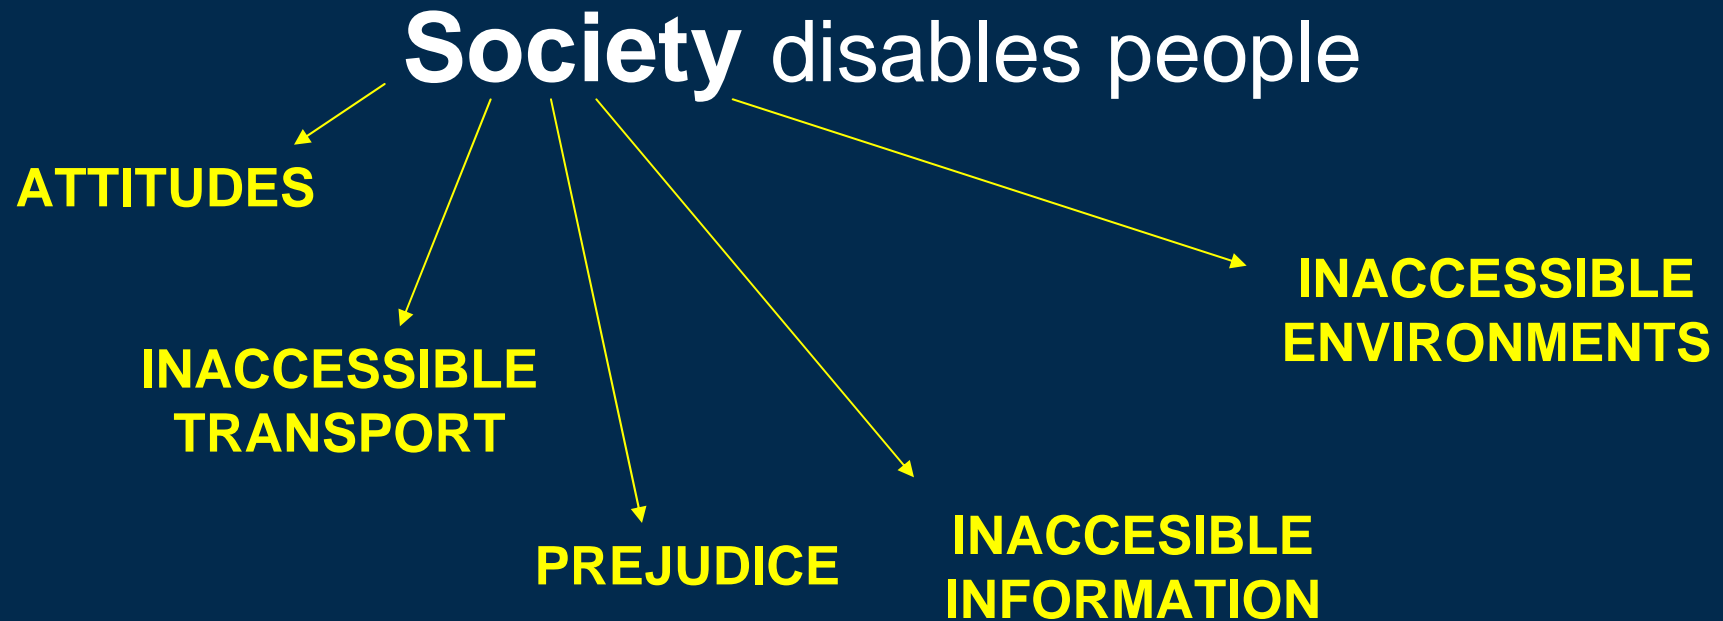 Society disables people
ATTITUDES
INACCESSIBLE
TRANSPORT
PREJUDICE
INACCESIBLE
INFORMATION
INACCESSIBLE
ENVIRONMENTS